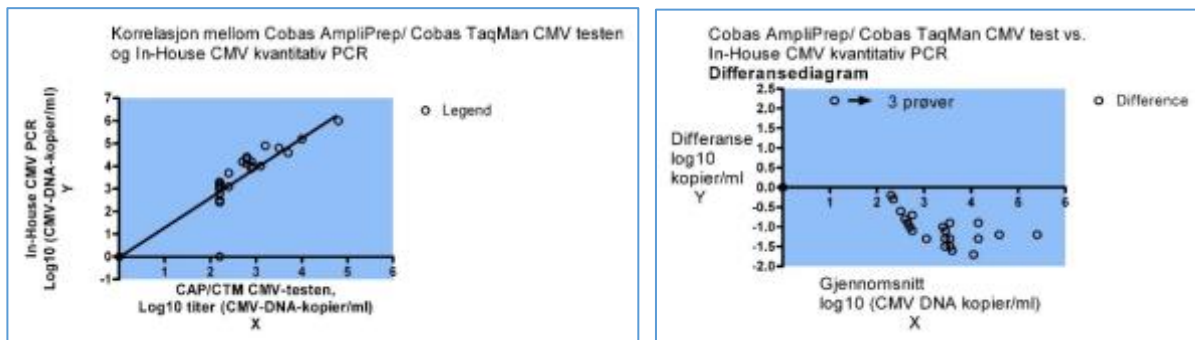 Korrelasjon mellom Cobas AmpliPrep/ Cobas TaqMan CMV testen
og In-House CMV kvantitativ PCR
Legend
In-House CMV PCR
Log10 (CMV-DNA-kopier/ml)
Y
7
6
5
4
3
2
1
0
-1
1 2 3 4 5 6
CAP/CTM CMV-testen,
Log10 titer (CMV-DNA-kopier/ml)
X
Cobas AmpliPrep/ Cobas TaqMan CMV test vs.
In-House CMV kvantitativ PCR
Differansediagram
3 prøver
Difference
Differanse
log10
kopier/ml
Y
2.5
2.0
1.5
1.0
0.5
0.0
-0.5
-1.0
-1.5
-2.0
1 2 3 4 5 6
Gjennomsnitt
log10 (CMV DNA kopier/ml)
X